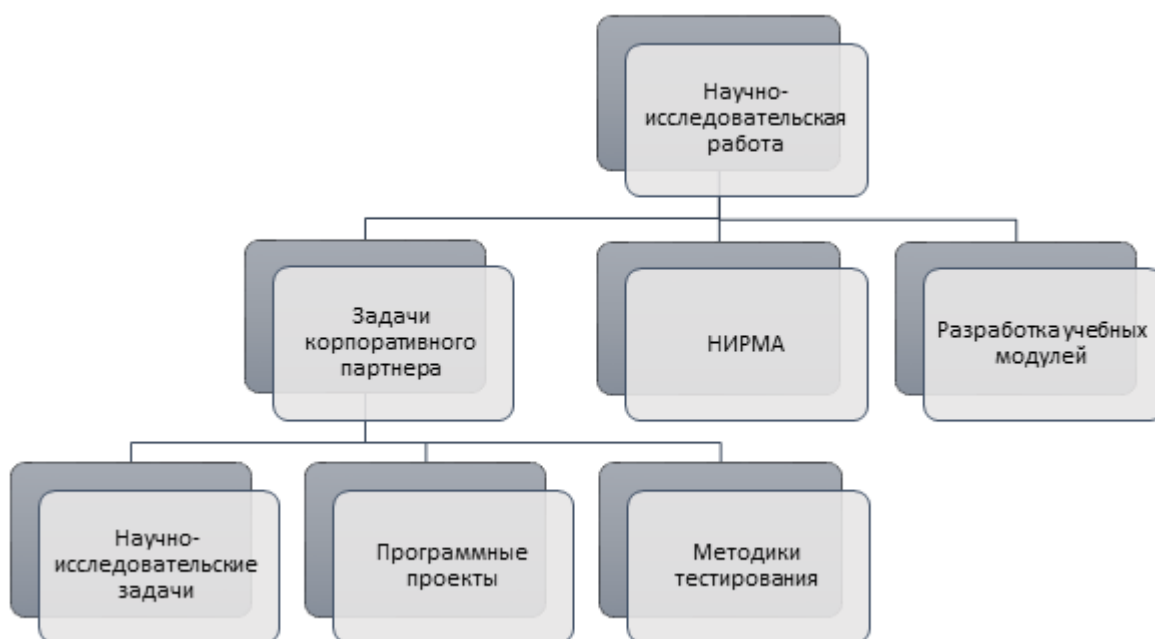 Научно-
исследовательская
работа
Задачи
корпоративного
партнера
НИРМА
Разработка учебных
модулей
Научно-
исследовательские
задачи
Программные
проекты
Методики
тестирования